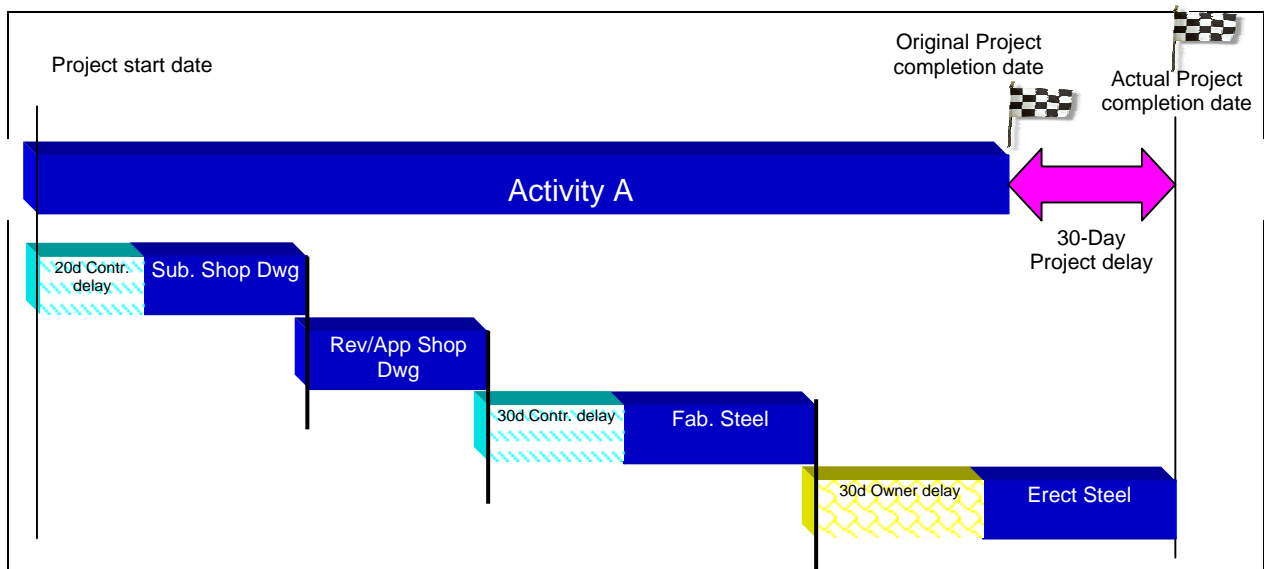 Project start date
Original Project
completion date
Actual Project
completion date
Activity A
30-Day
Project delay
20d Contr.
delay
Sub. Shop Dwg
Rev/App Shop
Dwg
30d Contr. delay
Fab. Steel
30d Owner delay
Erect Steel